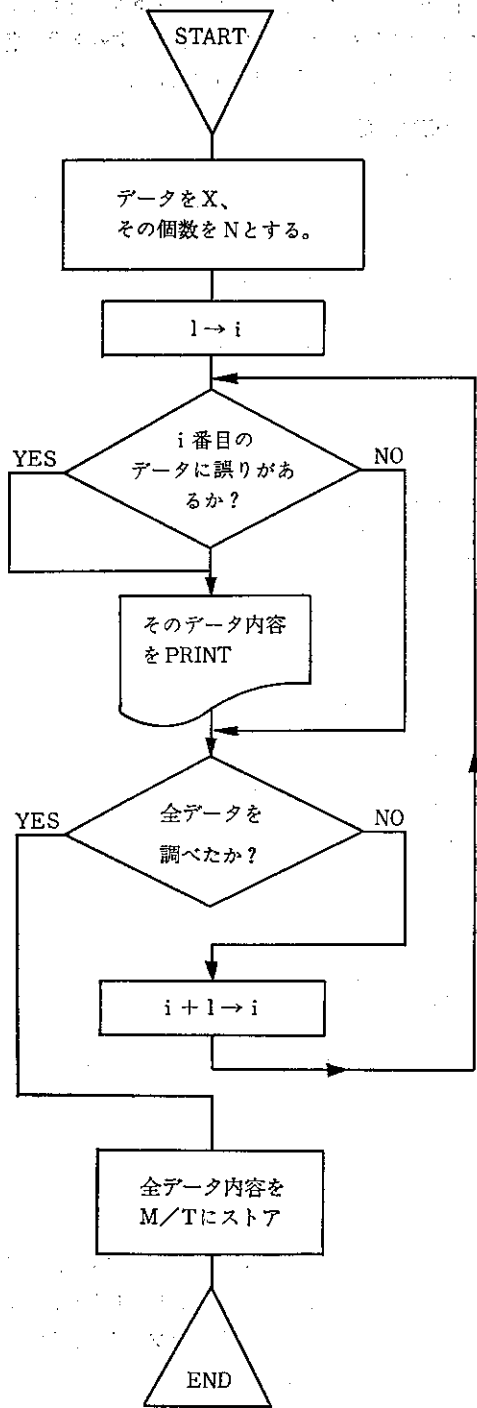 START
データをX、
その個数をNとする。
1→i
i番目の
データに誤りがあ
るか？
YES
NO
そのデータ内容
をPRINT
全データを
調べたか？
YES
NO
i＋1→i
全データ内容を
M／Tにストア
END